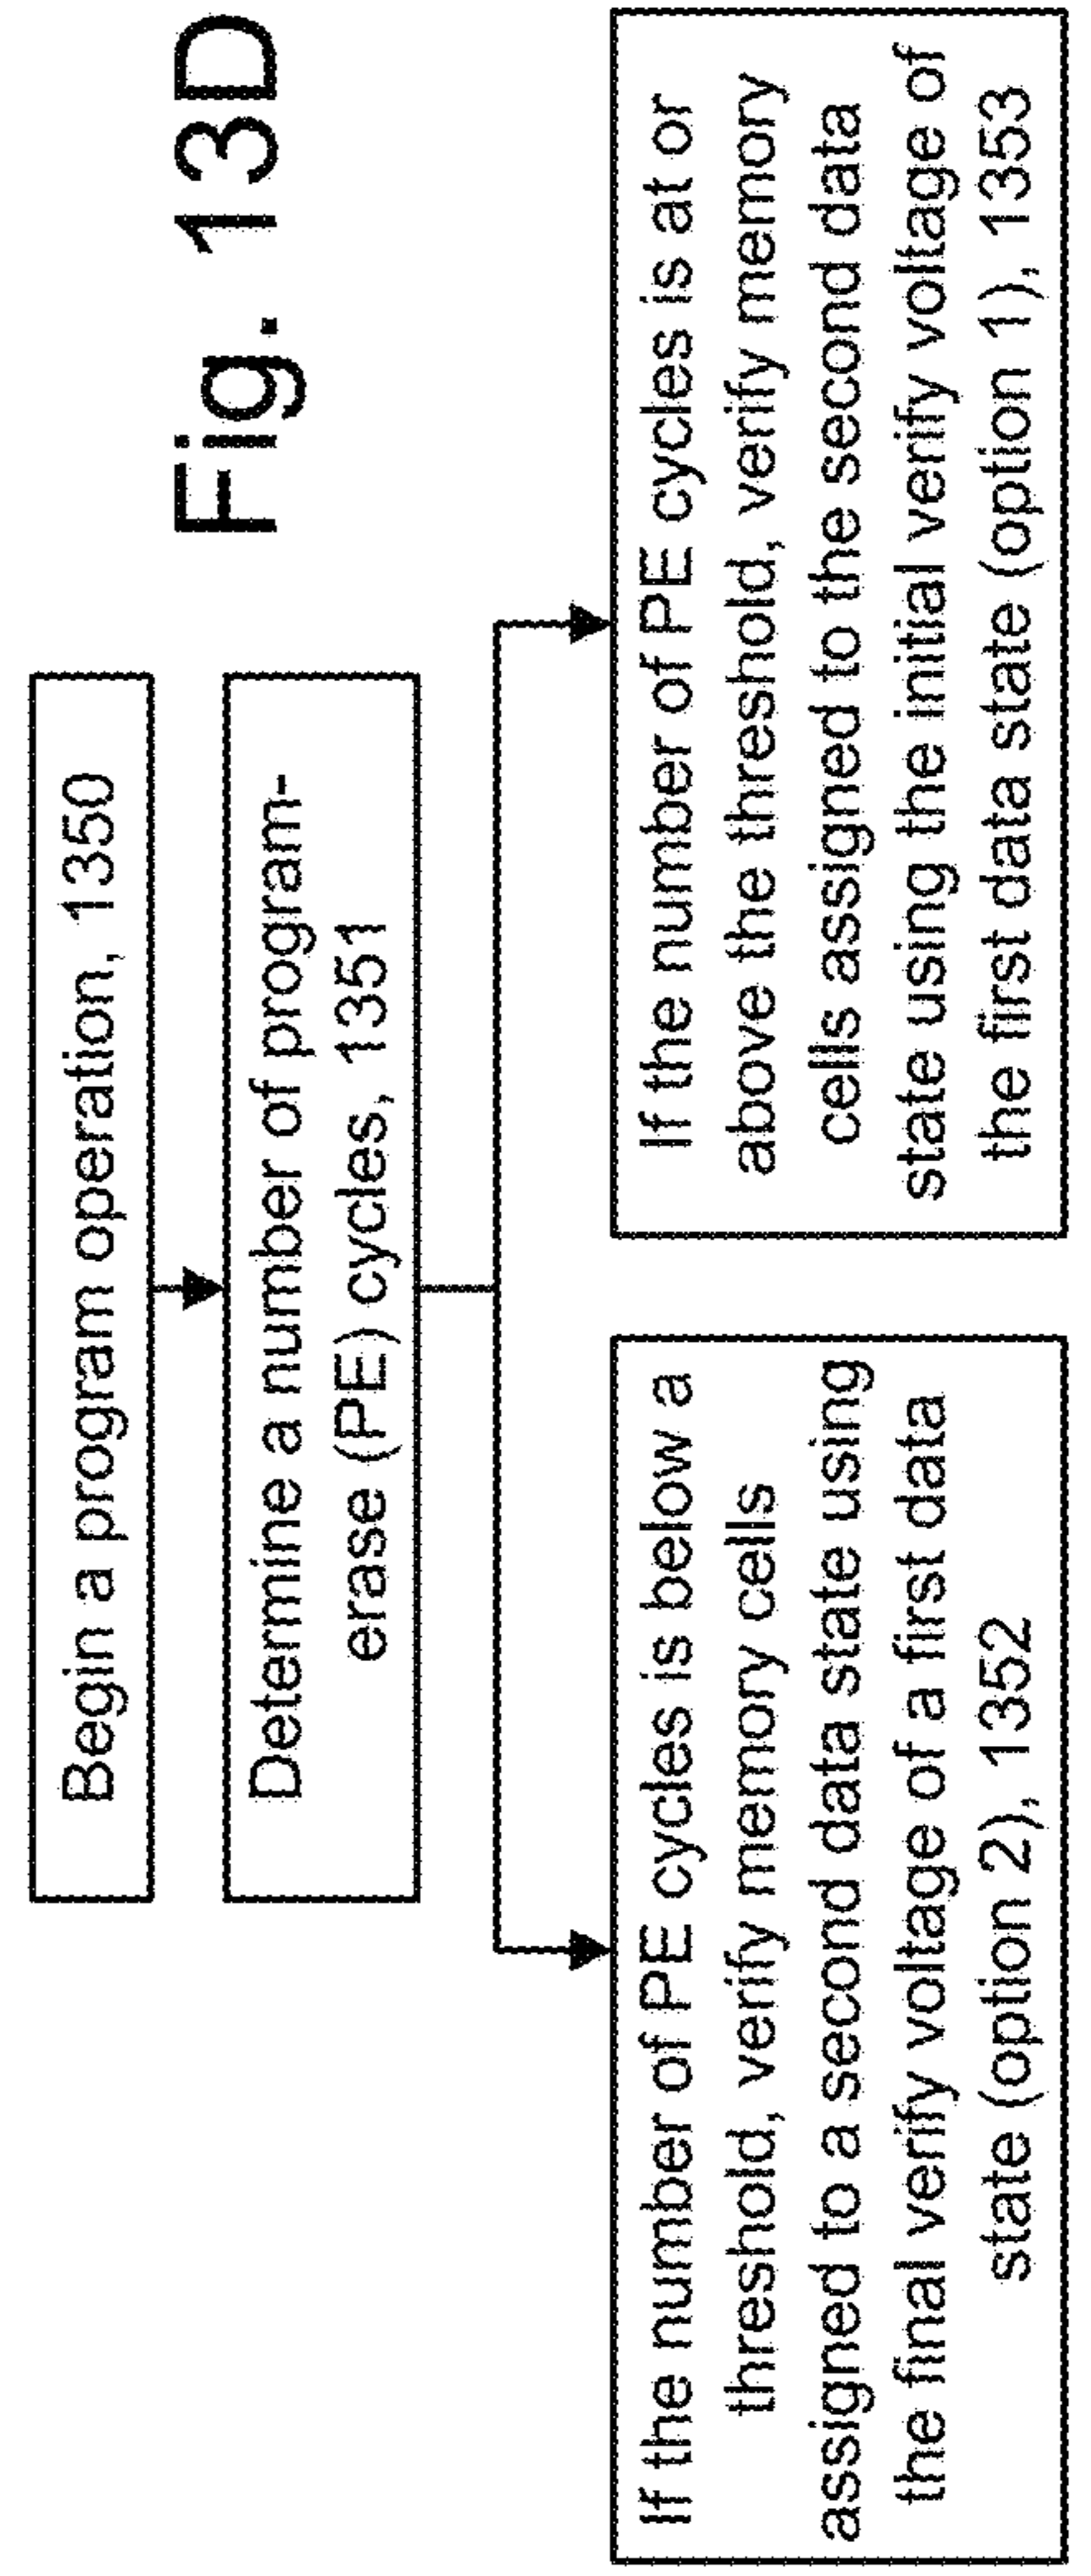 Begin a program operation, 1350
Determine a number of program-
erase (PE) cycles, 1351
If the number of PE cycles is below a
threshold, verify memory cells
assigned to a second data state using
the final verify voltage of a first data
state (option 2), 1352
If the number of PE cycles is at or
above the threshold, verify memory
cells assigned to the second data
state using the initial verify voltage of
the first data state (option 1), 1353
Fig. 13D